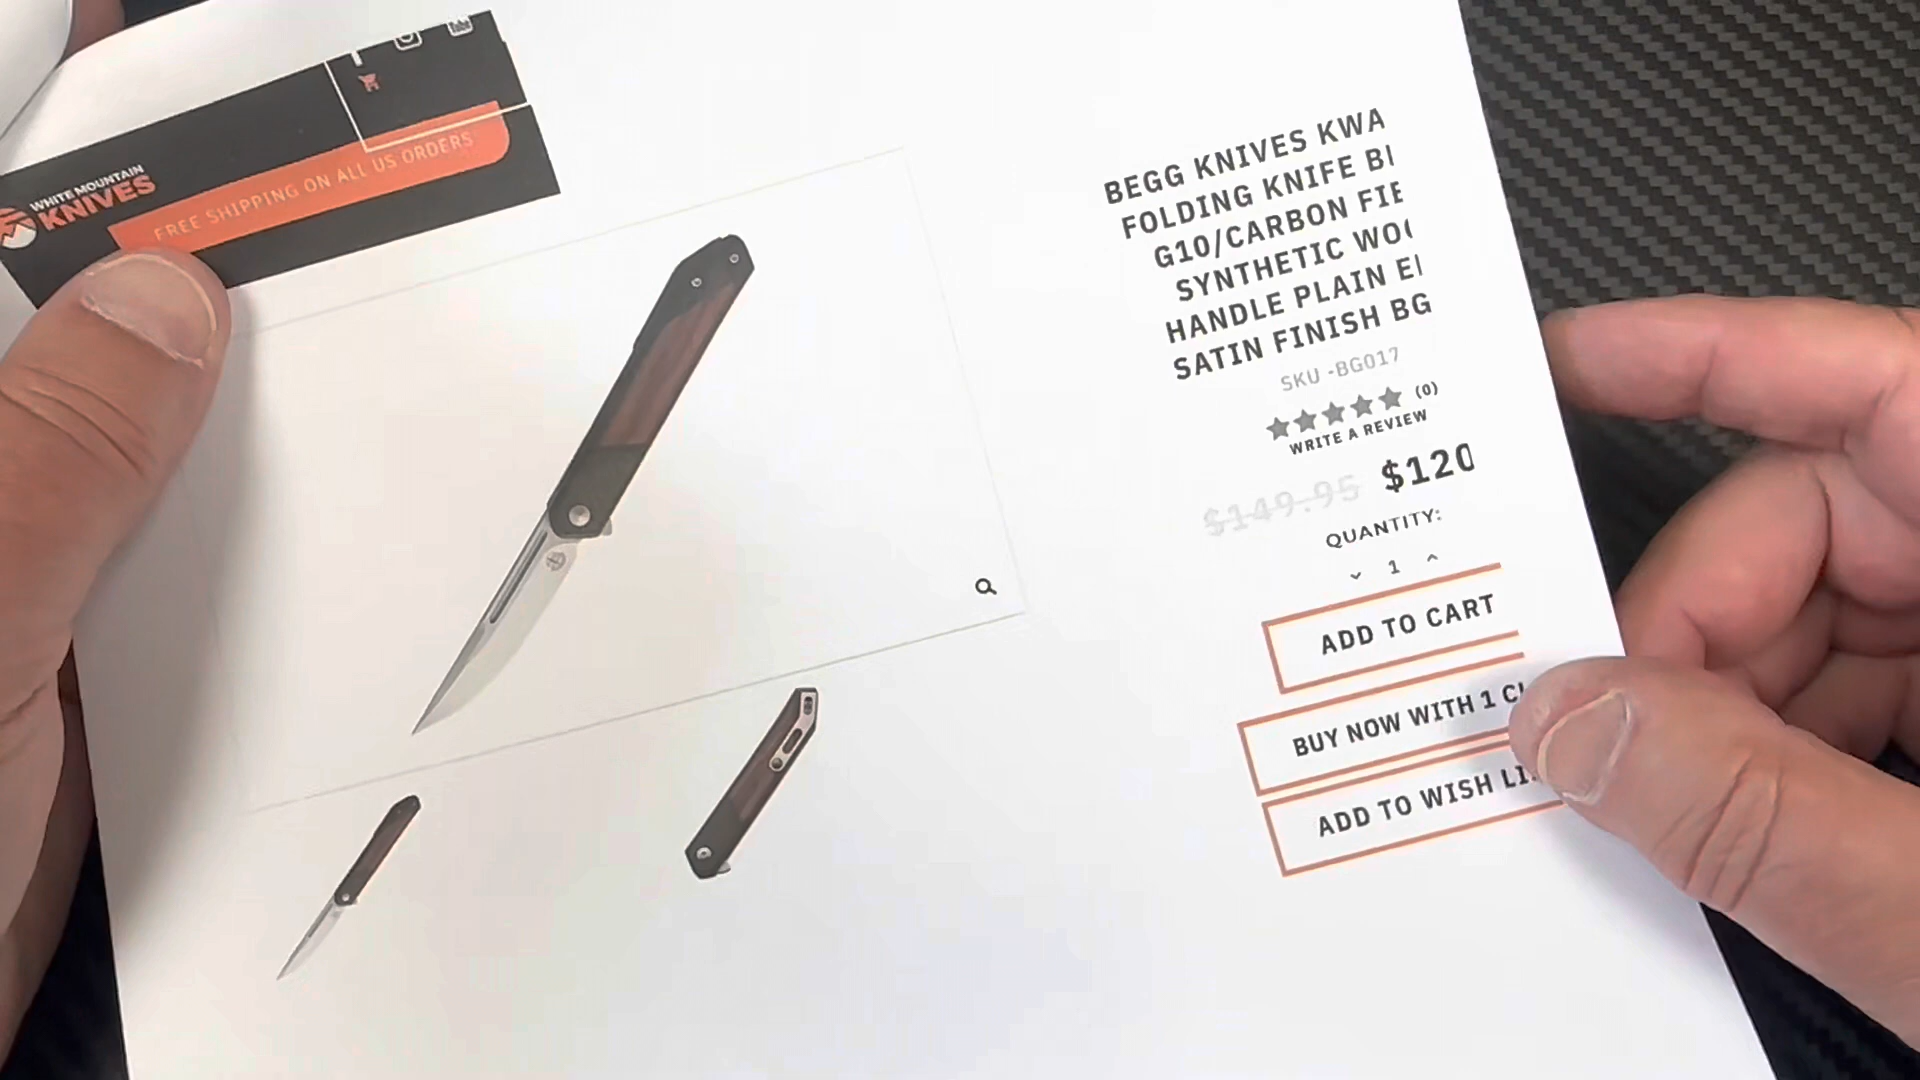 WHITE MOUNTAIN
KNIVES
FREE SHIPPING ON ALL US ORDERS
BEGG KNIVES KWA
FOLDING KNIFE
G10/CARBON
SYNTHETIC
HANDLE PLAIN
SATIN FINISH BG
SKU -BG017
(0)
WRITE A REVIEW
$149.95 $120
QUANTITY:
1
ADD TO CART
BUY NOW WITH 1
ADD TO WISH